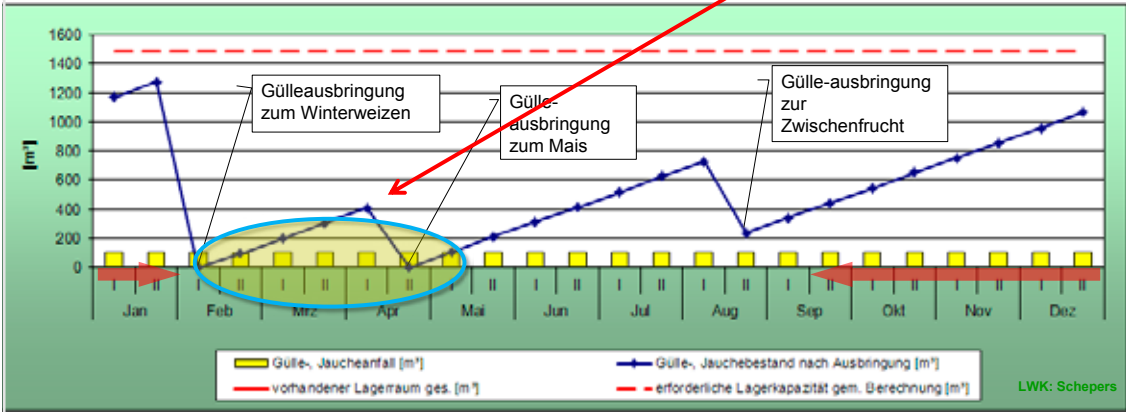 1600
1400
1200
1000
800
600
400
200
0
[m³]
Gülleausbringung
zum Winterweizen
Gülle-
ausbringung
zum Mais
Gülle-ausbringung
zur
Zwischenfrucht
I II I II I II I II I II I II I II I II I II I II I II I II
Jan Feb Mrz Apr Mai Jun Jul Aug Sep Okt Nov Dez
Gülle-, Jaucheanfall [m³] Gülle-, Jauchebestand nach Ausbringung [m³]
vorhandener Lagerraum ges. [m³] erforderliche Lagerkapazität gem. Berechnung [m³]
LWK: Schepers